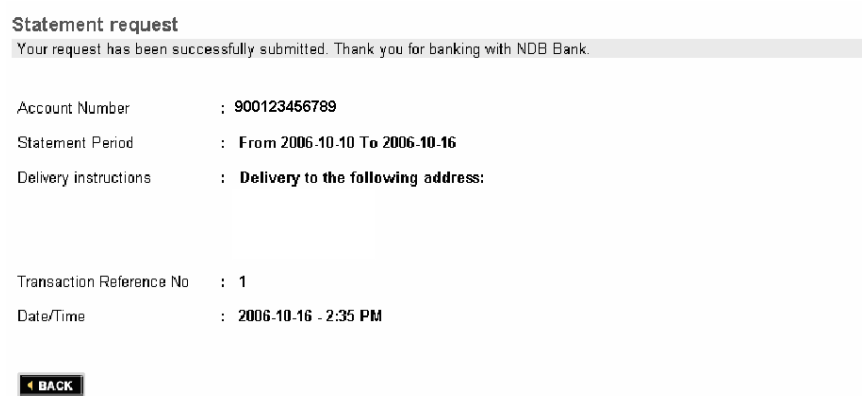 Statement request
Your request has been successfully submitted. Thank you for banking with NDB Bank.
Account Number : 900123456789
Statement Period : From 2006-10-10 To 2006-10-16
Delivery instructions : Delivery to the following address:
Transaction Reference No : 1
Date/Time : 2006-10-16 - 2:35 PM
BACK